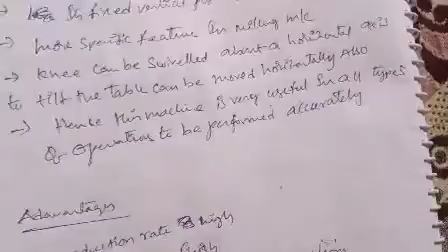 is fixed
→ more specific feature in milling m/c
→ knee can be swivelled about a horizontal axis
to tilt the table can be moved horizontally Also
→ Hence this machine is very useful in all types
of operations to be performed accurately
Advantages
rate is high